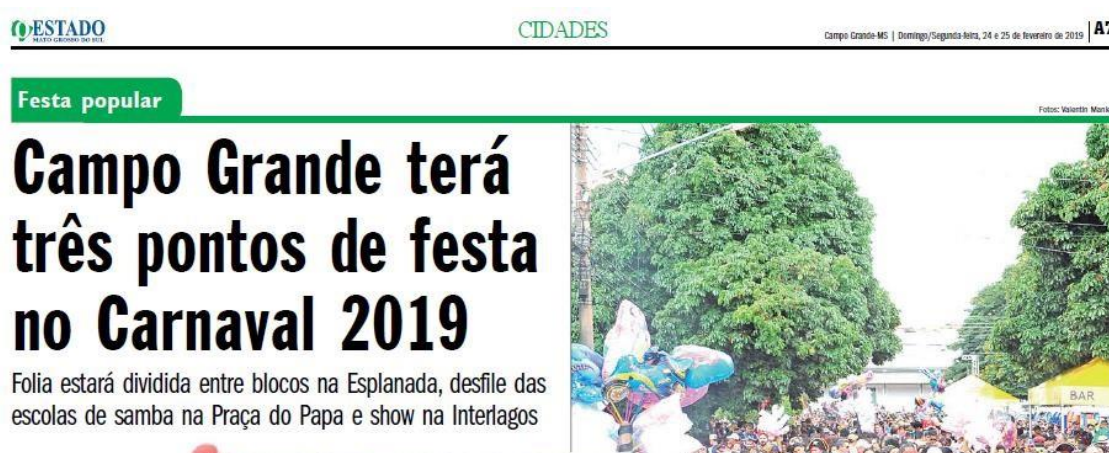 O ESTADO
MATO GROSSO DO SUL
CIDADES
Campo Grande-MS | Domingo/Segunda-feira, 24 e 25 de fevereiro de 2019 | A7
Festa popular
Fotos: Valentin
Campo Grande terá
três pontos de festa
no Carnaval 2019
Folia estará dividida entre blocos na Esplanada, desfile das
escolas de samba na Praça do Papa e show na Interlagos
BAR